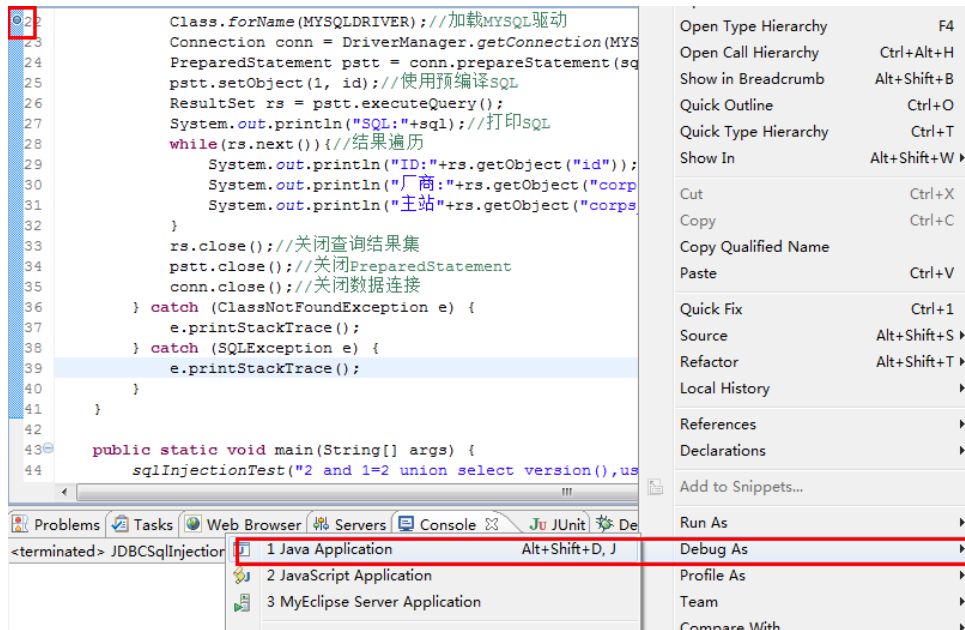 22 Class.forName(MYSQLDRIVER);//加载MYSQL驱动
23 Connection conn = DriverManager.getConnection(MYS
24 PreparedStatement pstt = conn.prepareStatement(sq
25 pstt.setObject(1, id);//使用预编译SQL
26 ResultSet rs = pstt.executeQuery();
27 System.out.println("SQL:"+sql);//打印SQL
28 while(rs.next()){//结果遍历
29 System.out.println("ID:"+rs.getObject("id"));
30 System.out.println("厂商:"+rs.getObject("corp
31 System.out.println("主站"+rs.getObject("corps
32 }
33 rs.close();//关闭查询结果集
34 pstt.close();//关闭PreparedStatement
35 conn.close();//关闭数据连接
36 } catch (ClassNotFoundException e) {
37 e.printStackTrace();
38 } catch (SQLException e) {
39 e.printStackTrace();
40 }
41 }
42
43 public static void main(String[] args) {
44 sqlInjectionTest("2 and 1=2 union select version(),us
Open Type Hierarchy F4
Open Call Hierarchy Ctrl+Alt+H
Show in Breadcrumb Alt+Shift+B
Quick Outline Ctrl+O
Quick Type Hierarchy Ctrl+T
Show In Alt+Shift+W
Cut Ctrl+X
Copy Ctrl+C
Copy Qualified Name
Paste Ctrl+V
Quick Fix Ctrl+1
Source Alt+Shift+S
Refactor Alt+Shift+T
Local History
References
Declarations
Add to Snippets...
Run As
Debug As
Profile As
Team
Compare With
Problems Tasks Web Browser Servers Console JUnit De
<terminated> JDBCSqlInjection
1 Java Application Alt+Shift+D, J
2 JavaScript Application
3 MyEclipse Server Application